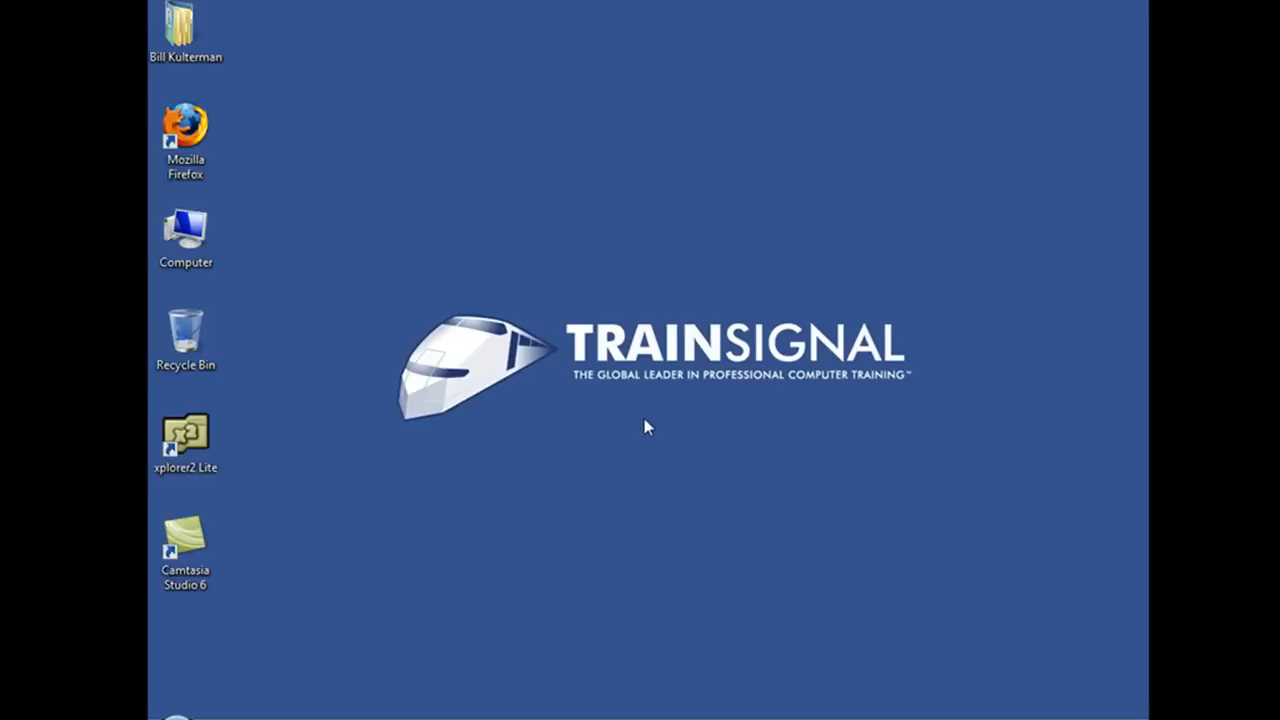 Bill Kulterman
Mozilla
Firefox
Computer
Recycle Bin
xplorer2 Lite
Camtasia
Studio 6
TRAINSIGNAL
THE GLOBAL LEADER IN PROFESSIONAL COMPUTER TRAINING™